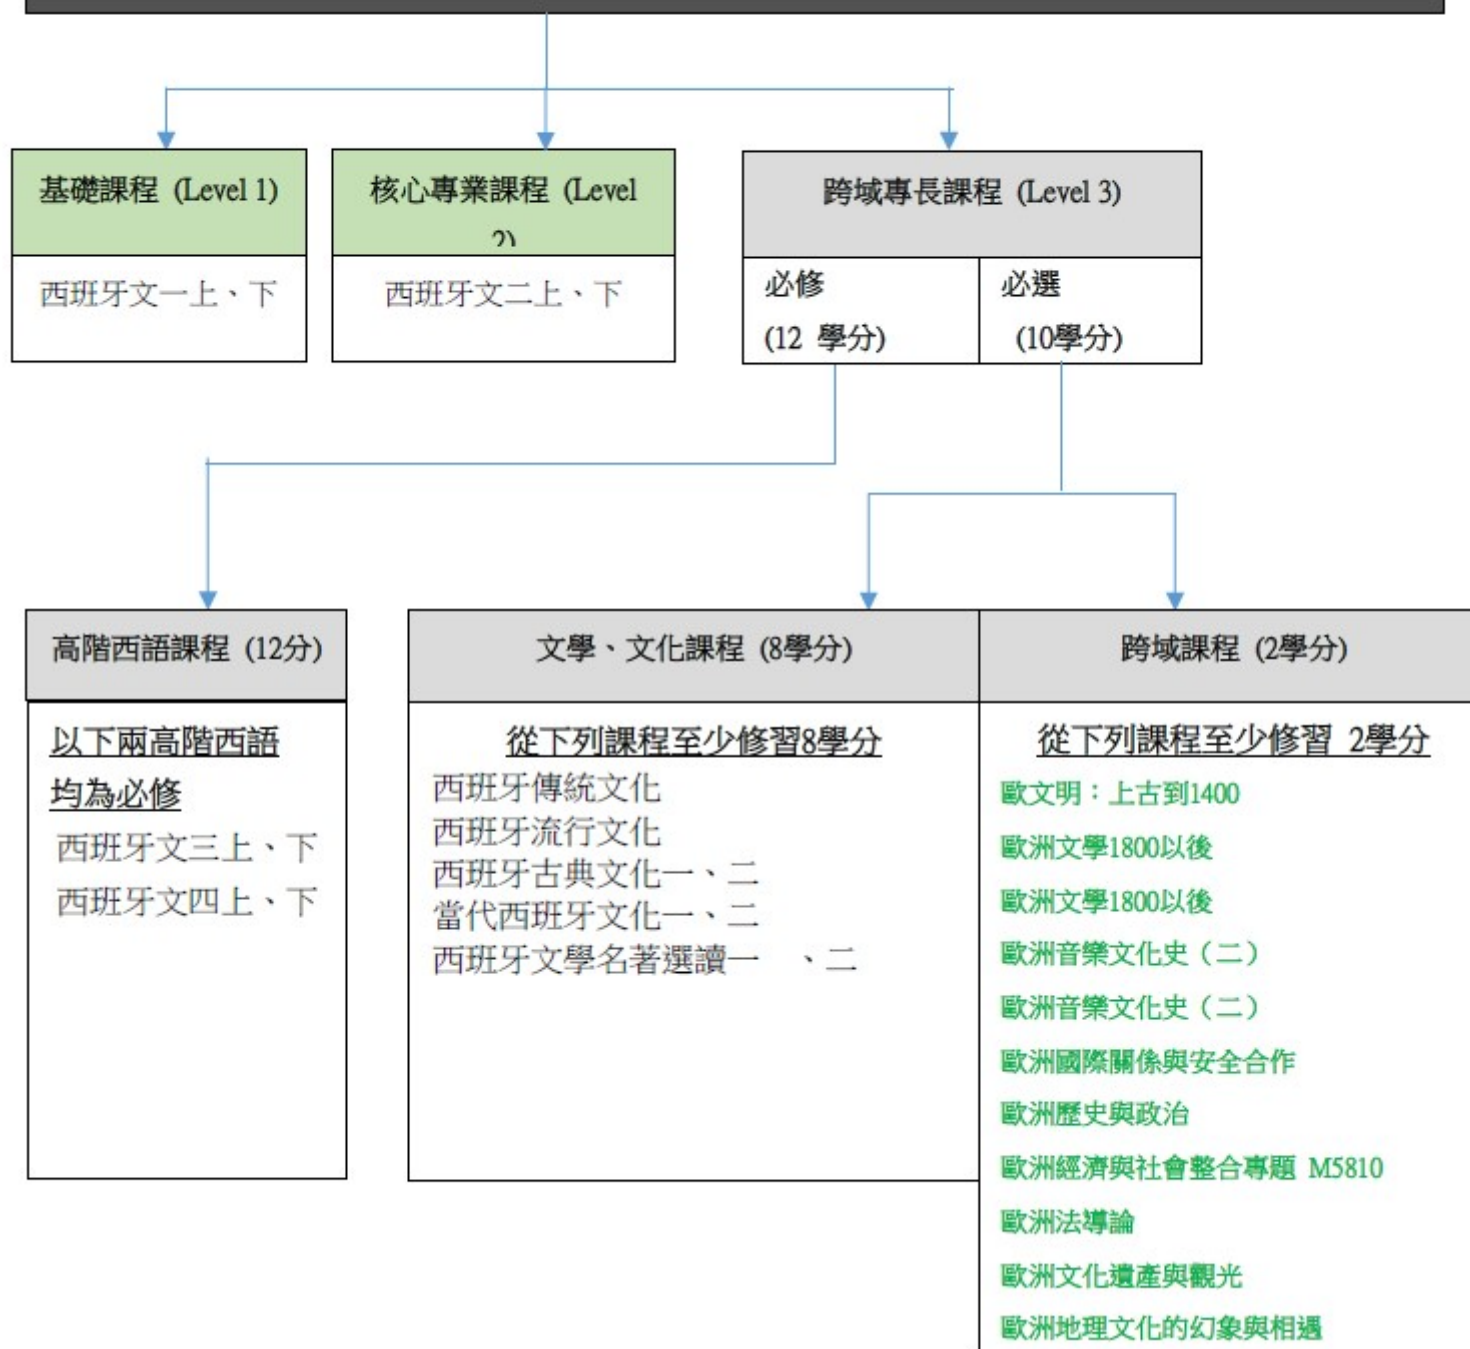 基礎課程 (Level 1)
西班牙文一上、下
核心專業課程 (Level
2)
西班牙文二上、下
跨域專長課程 (Level 3)
必修
(12 學分)
必選
(10學分)
高階西語課程 (12分)
以下兩高階西語
均為必修
西班牙文三上、下
西班牙文四上、下
文學、文化課程 (8學分)
從下列課程至少修習8學分
西班牙傳統文化
西班牙流行文化
西班牙古典文化一、二
當代西班牙文化一、二
西班牙文學名著選讀一 、二
跨域課程 (2學分)
從下列課程至少修習 2學分
歐文明：上古到1400
歐洲文學1800以後
歐洲文學1800以後
歐洲音樂文化史（二）
歐洲音樂文化史（二）
歐洲國際關係與安全合作
歐洲歷史與政治
歐洲經濟與社會整合專題 M5810
歐洲法導論
歐洲文化遺產與觀光
歐洲地理文化的幻象與相遇